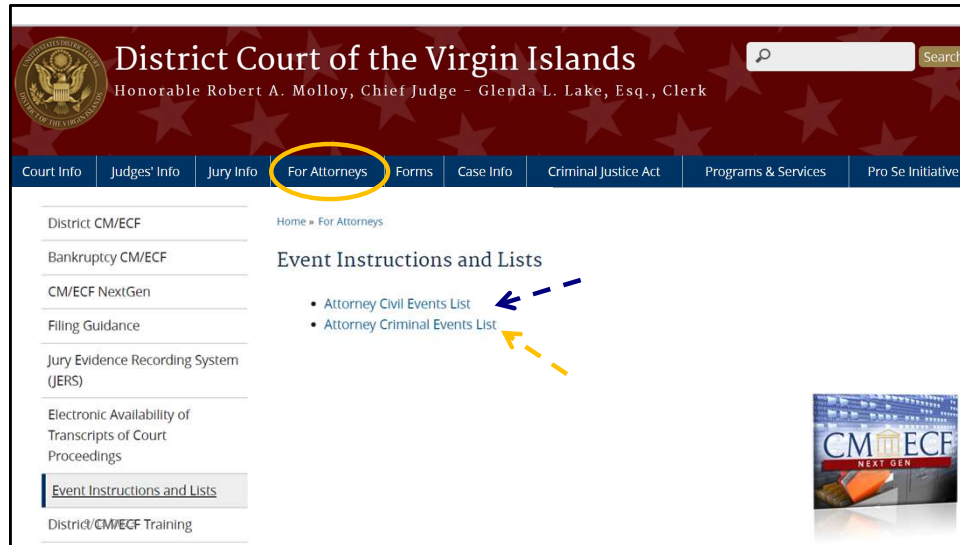 District Court of the Virgin Islands
Search
Honorable Robert A. Molloy, Chief Judge - Glenda L. Lake, Esq., Clerk
Court Info Judges' Info Jury Info For Attorneys Forms Case Info Criminal Justice Act Programs & Services Pro Se Initiative
District CM/ECF
Bankruptcy CM/ECF
CM/ECF NextGen
Filing Guidance
Jury Evidence Recording System
(JERS)
Electronic Availability of
Transcripts of Court
Proceedings
Event Instructions and Lists
District CM/ECF Training
Home » For Attorneys
Event Instructions and Lists
• Attorney Civil Events List
• Attorney Criminal Events List
CM ECF
NEXT GEN